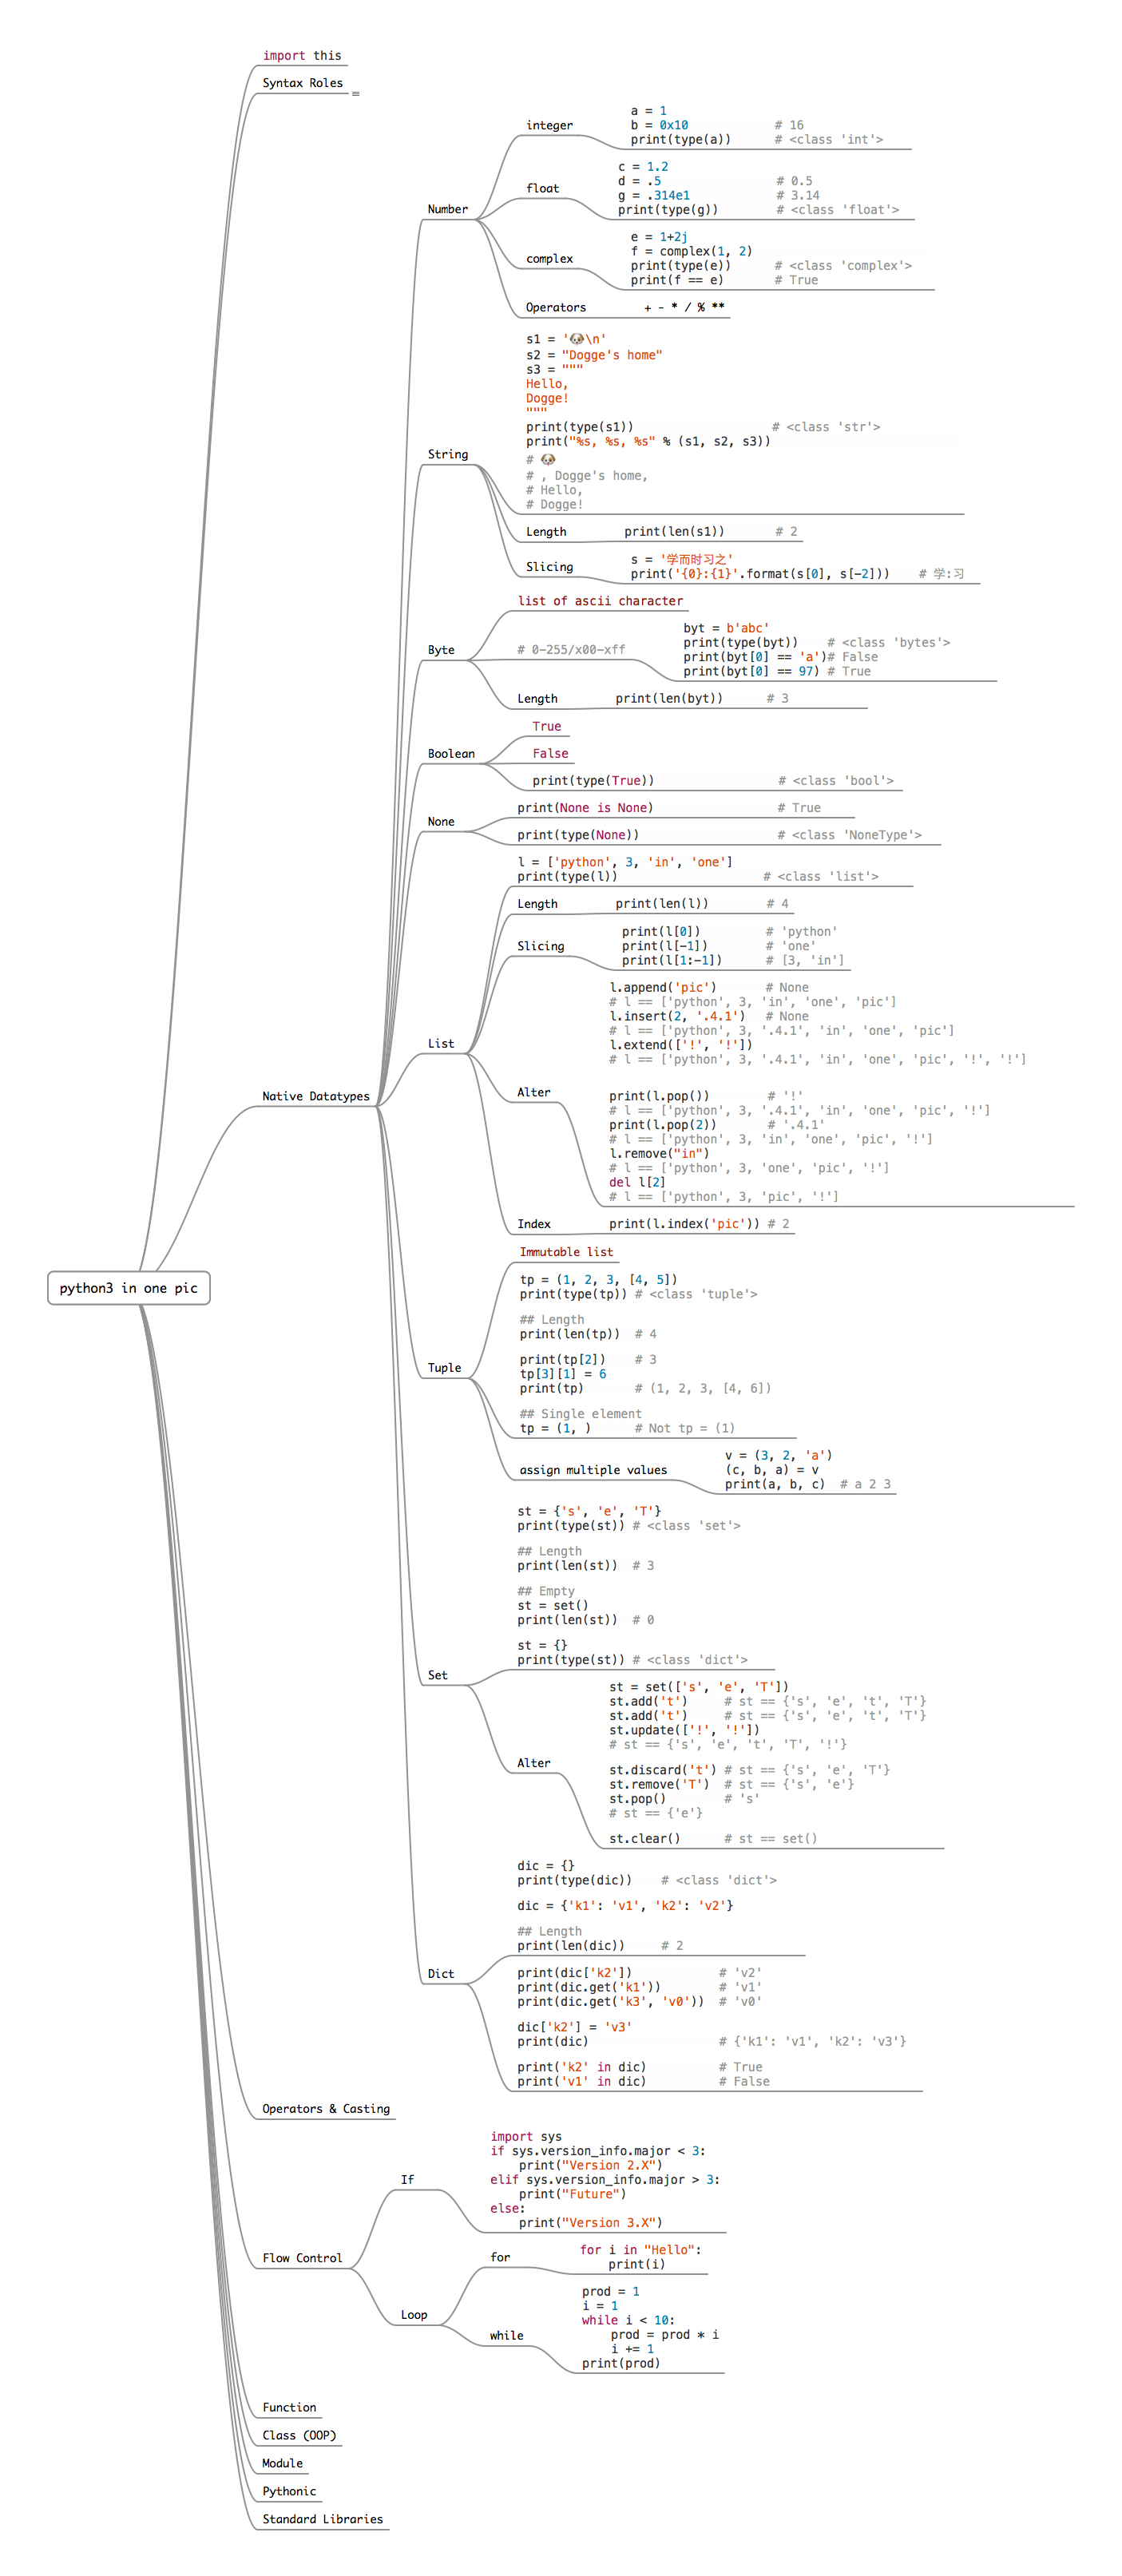 import this
Syntax Roles
python3 in one pic
Native Datatypes
Number
integer
a = 1
b = 0x10 # 16
print(type(a)) # <class 'int'>
float
c = 1.2
d = .5 # 0.5
g = .314e1 # 3.14
print(type(g)) # <class 'float'>
complex
e = 1+2j
f = complex(1, 2)
print(type(e)) # <class 'complex'>
print(f == e) # True
Operators + - * / % **
String
s1 = '🐶\n'
s2 = "Dogge's home"
s3 = """
Hello,
Dogge!
"""
print(type(s1)) # <class 'str'>
print("%s, %s, %s" % (s1, s2, s3))
# 🐶
# , Dogge's home,
# Hello,
# Dogge!
Length print(len(s1)) # 2
Slicing
s = '学而时习之'
print('{0}:{1}'.format(s[0], s[-2])) # 学:习
Byte
list of ascii character
# 0-255/x00-xff
byt = b'abc'
print(type(byt)) # <class 'bytes'>
print(byt[0] == 'a')# False
print(byt[0] == 97) # True
Length print(len(byt)) # 3
Boolean
True
False
print(type(True)) # <class 'bool'>
None
print(None is None) # True
print(type(None)) # <class 'NoneType'>
List
l = ['python', 3, 'in', 'one']
print(type(l)) # <class 'list'>
Length print(len(l)) # 4
Slicing
print(l[0]) # 'python'
print(l[-1]) # 'one'
print(l[1:-1]) # [3, 'in']
Alter
l.append('pic') # None
# l == ['python', 3, 'in', 'one', 'pic']
l.insert(2, '.4.1') # None
# l == ['python', 3, '.4.1', 'in', 'one', 'pic']
l.extend(['!', '!'])
# l == ['python', 3, '.4.1', 'in', 'one', 'pic', '!', '!']
print(l.pop()) # '!'
# l == ['python', 3, '.4.1', 'in', 'one', 'pic', '!']
print(l.pop(2)) # '.4.1'
# l == ['python', 3, 'in', 'one', 'pic', '!']
l.remove("in")
# l == ['python', 3, 'one', 'pic', '!']
del l[2]
# l == ['python', 3, 'pic', '!']
Index print(l.index('pic')) # 2
Tuple
Immutable list
tp = (1, 2, 3, [4, 5])
print(type(tp)) # <class 'tuple'>
## Length
print(len(tp)) # 4
print(tp[2]) # 3
tp[3][1] = 6
print(tp) # (1, 2, 3, [4, 6])
## Single element
tp = (1, ) # Not tp = (1)
assign multiple values
v = (3, 2, 'a')
(c, b, a) = v
print(a, b, c) # a 2 3
Set
st = {'s', 'e', 'T'}
print(type(st)) # <class 'set'>
## Length
print(len(st)) # 3
## Empty
st = set()
print(len(st)) # 0
st = {}
print(type(st)) # <class 'dict'>
Alter
st = set(['s', 'e', 'T'])
st.add('t') # st == {'s', 'e', 't', 'T'}
st.add('t') # st == {'s', 'e', 't', 'T'}
st.update(['!', '!'])
# st == {'s', 'e', 't', 'T', '!'}
st.discard('t') # st == {'s', 'e', 'T'}
st.remove('T') # st == {'s', 'e'}
st.pop() # 's'
# st == {'e'}
st.clear() # st == set()
Dict
dic = {}
print(type(dic)) # <class 'dict'>
dic = {'k1': 'v1', 'k2': 'v2'}
## Length
print(len(dic)) # 2
print(dic['k2']) # 'v2'
print(dic.get('k1')) # 'v1'
print(dic.get('k3', 'v0')) # 'v0'
dic['k2'] = 'v3'
print(dic) # {'k1': 'v1', 'k2': 'v3'}
print('k2' in dic) # True
print('v1' in dic) # False
Operators & Casting
Flow Control
If
import sys
if sys.version_info.major < 3:
print("Version 2.X")
elif sys.version_info.major > 3:
print("Future")
else:
print("Version 3.X")
Loop
for
for i in "Hello":
print(i)
while
prod = 1
i = 1
while i < 10:
prod = prod * i
i += 1
print(prod)
Function
Class (OOP)
Module
Pythonic
Standard Libraries